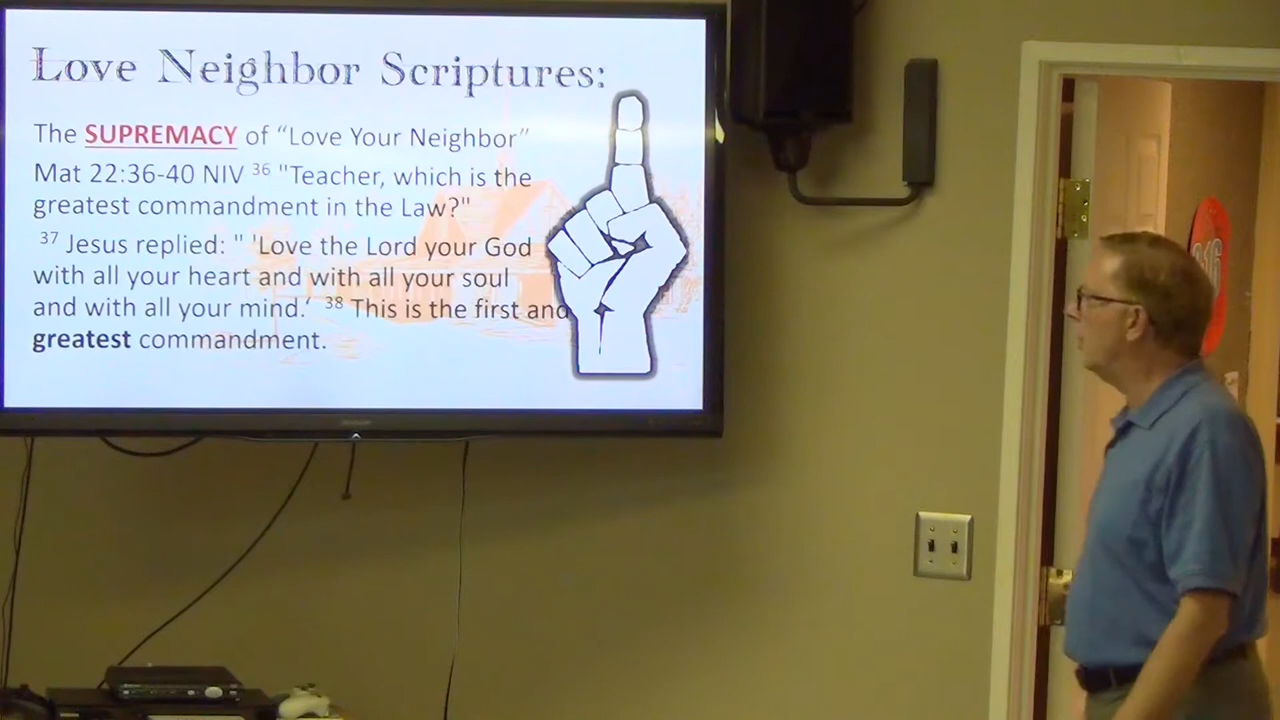 Love Neighbor Scriptures:
The SUPREMACY of “Love Your Neighbor”
Mat 22:36-40 NIV 36 "Teacher, which is the
greatest commandment in the Law?"
37 Jesus replied: " 'Love the Lord your God
with all your heart and with all your soul
and with all your mind.’ 38 This is the first and
greatest commandment.